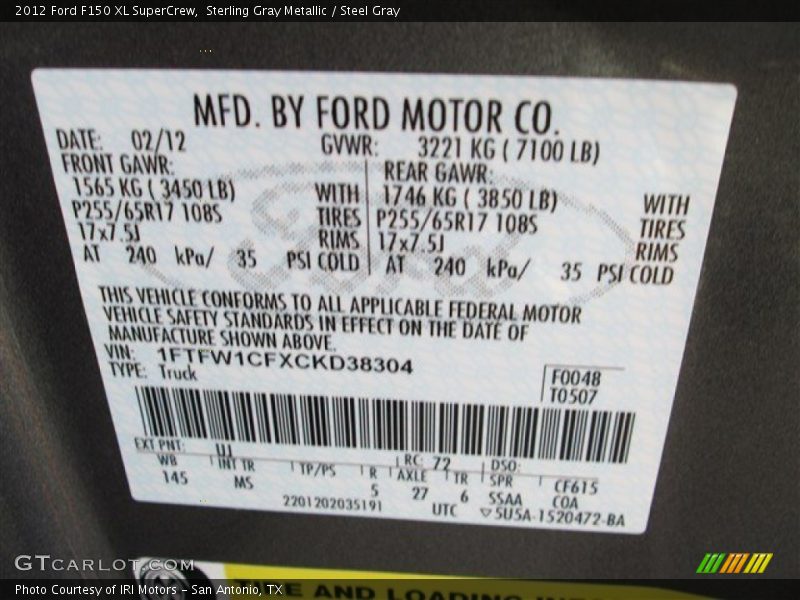 2012 Ford F150 XL SuperCrew, Sterling Gray Metallic / Steel Gray
MFD. BY FORD MOTOR CO.
DATE: 02/12 GVWR: 3221 KG ( 7100 LB)
FRONT GAWR: REAR GAWR:
1565 KG ( 3450 LB) WITH 1746 KG ( 3850 LB) WITH
P255/65R17 108S TIRES P255/65R17 108S TIRES
17x7.5J RIMS 17x7.5J RIMS
AT 240 kPa/ 35 PSI COLD AT 240 kPa/ 35 PSI COLD
THIS VEHICLE CONFORMS TO ALL APPLICABLE FEDERAL MOTOR
VEHICLE SAFETY STANDARDS IN EFFECT ON THE DATE OF
MANUFACTURE SHOWN ABOVE.
VIN: 1FTFW1CFXCKD38304
TYPE: Truck
F0048
T0507
EXT PNT: UJ RC: 72 DSO:
WB INT TR TP/PS R AXLE TR SPR CF615
145 MS 5 27 6 SSAA COA
2201202035191 UTC ▽5U5A-1520472-BA
GTCARLOT.COM
TIRE AND LOADING
Photo Courtesy of IRI Motors - San Antonio, TX